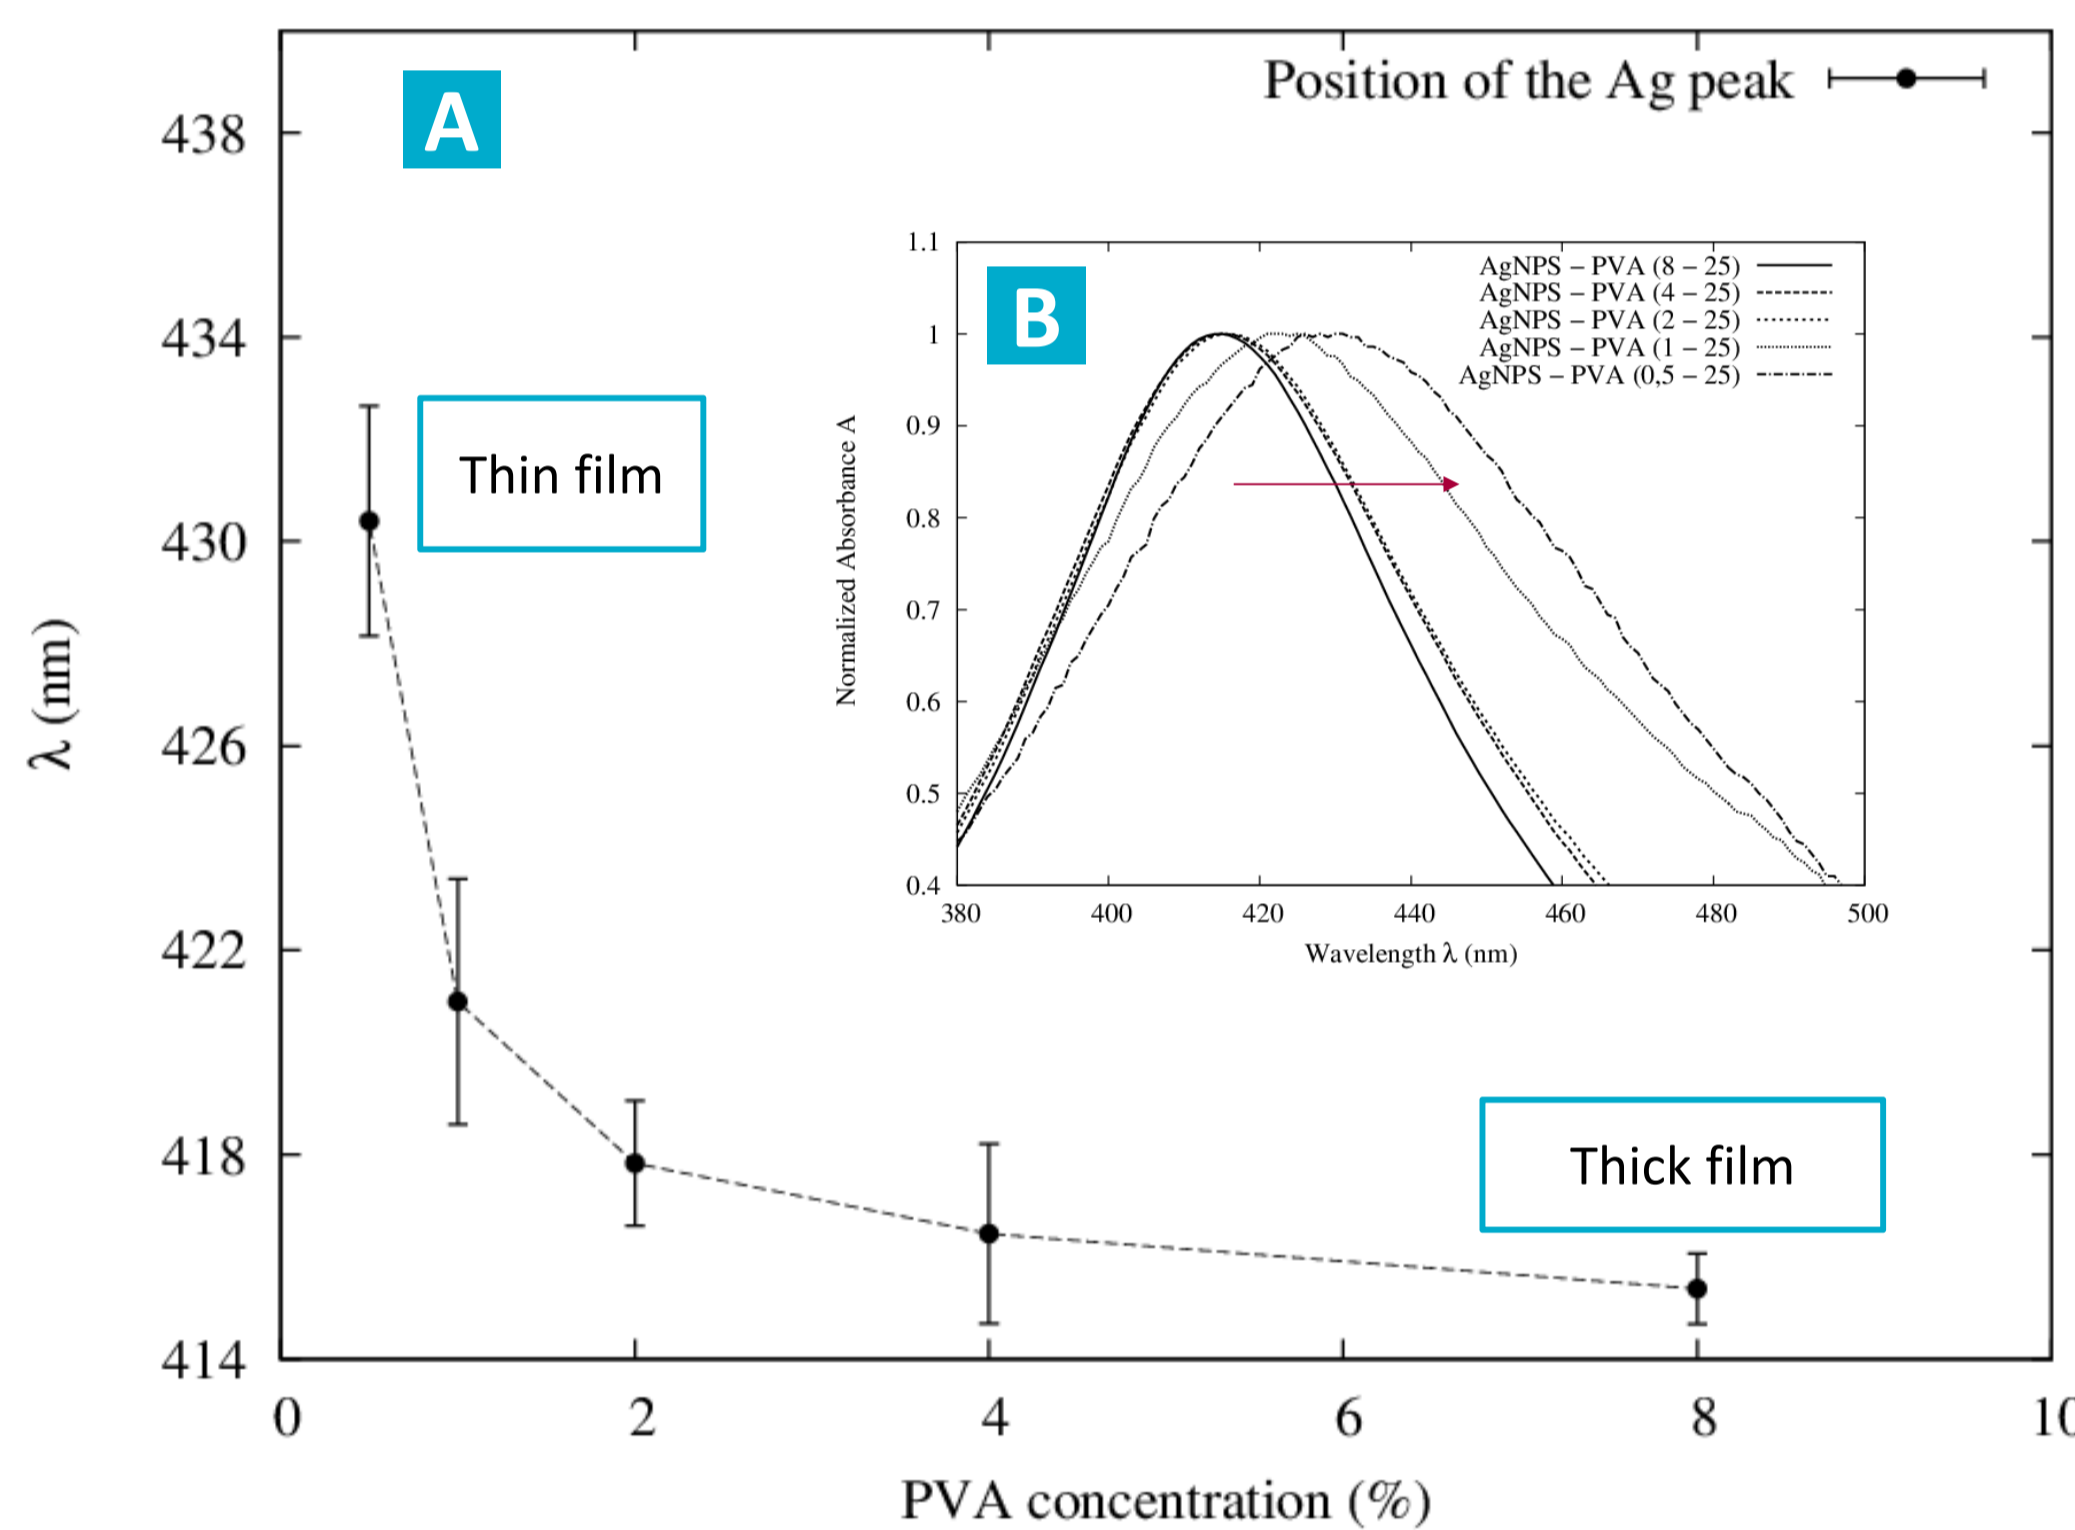 Position of the Ag peak
A
438
434
430
426
422
418
414
λ (nm)
Thin film
B
AgNPS – PVA (8 – 25)
AgNPS – PVA (4 – 25)
AgNPS – PVA (2 – 25)
AgNPS – PVA (1 – 25)
AgNPS – PVA (0,5 – 25)
1.1
1
0.9
0.8
0.7
0.6
0.5
0.4
Normalized Absorbance A
380 400 420 440 460 480 500
Wavelength λ (nm)
Thick film
0 2 4 6 8 10
PVA concentration (%)